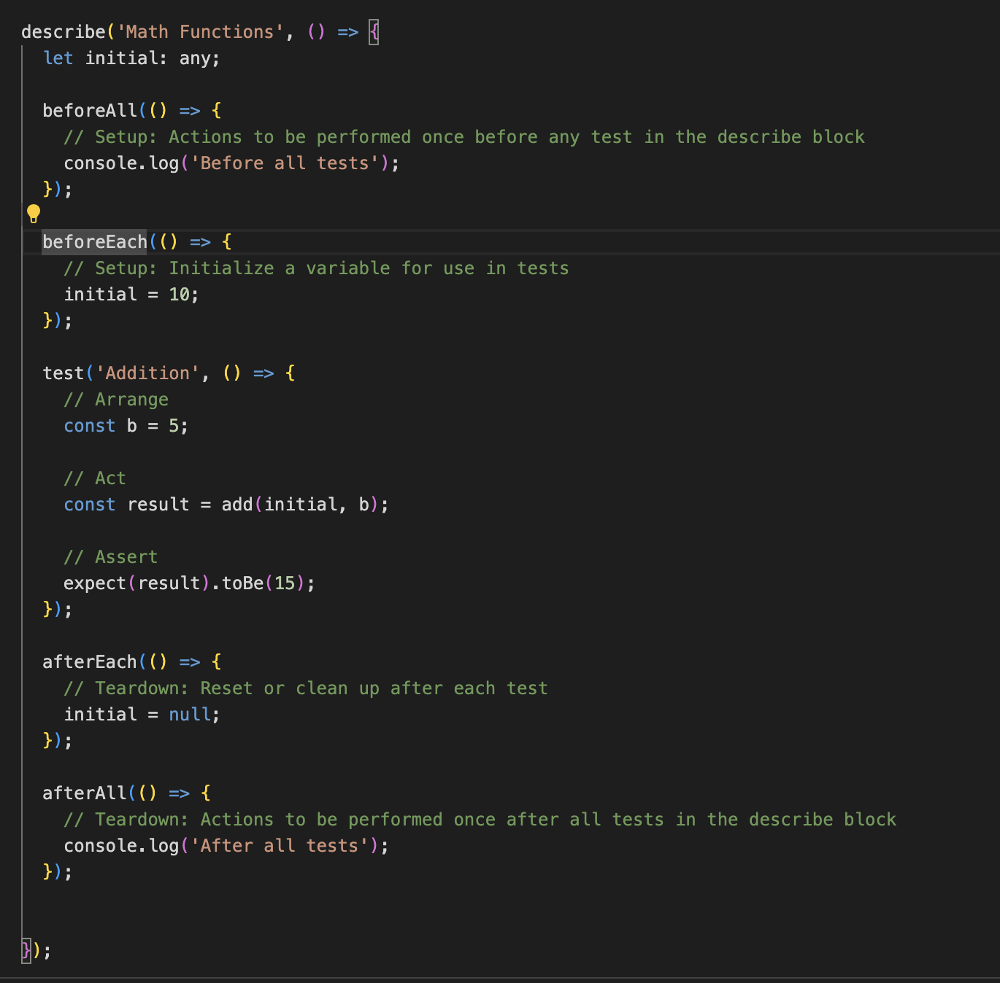 describe('Math Functions', () => {
  let initial: any;

  beforeAll(() => {
    // Setup: Actions to be performed once before any test in the describe block
    console.log('Before all tests');
  });

  beforeEach(() => {
    // Setup: Initialize a variable for use in tests
    initial = 10;
  });

  test('Addition', () => {
    // Arrange
    const b = 5;

    // Act
    const result = add(initial, b);

    // Assert
    expect(result).toBe(15);
  });

  afterEach(() => {
    // Teardown: Reset or clean up after each test
    initial = null;
  });

  afterAll(() => {
    // Teardown: Actions to be performed once after all tests in the describe block
    console.log('After all tests');
  });


});